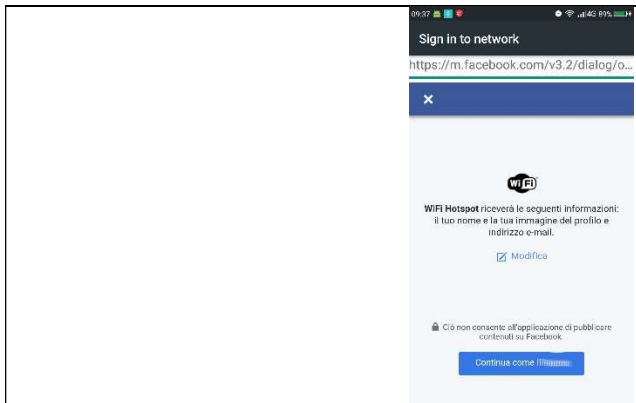 09:37 4G 89%
Sign in to network
https://m.facebook.com/v3.2/dialog/o...
WiFi
WiFi Hotspot riceverà le seguenti informazioni:
il tuo nome e la tua immagine del profilo e
indirizzo e-mail.
Modifica
Ciò non consente all'applicazione di pubblicare
contenuti su Facebook
Continua come